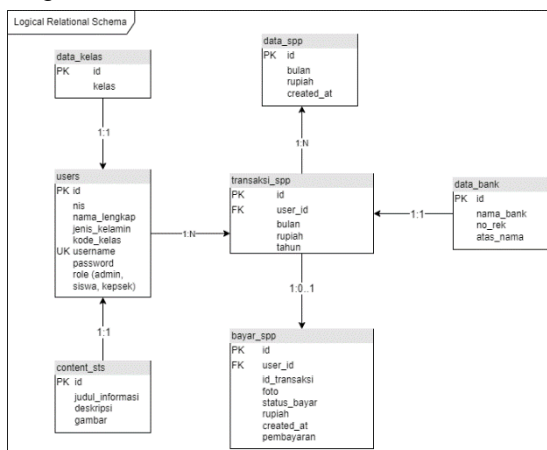 Logical Relational Schema
data_kelas
PK id
kelas
1:1
users
PK id
nis
nama_lengkap
jenis_kelamin
kode_kelas
UK username
password
role (admin,
siswa, kepsek)
1:1
content_sts
PK id
judul_informasi
deskripsi
gambar
1:N
data_spp
PK id
bulan
rupiah
created_at
1:N
transaksi_spp
PK id
FK user_id
bulan
rupiah
tahun
1:1
data_bank
PK id
nama_bank
no_rek
atas_nama
1:0..1
bayar_spp
PK id
FK user_id
id_transaksi
foto
status_bayar
rupiah
created_at
pembayaran